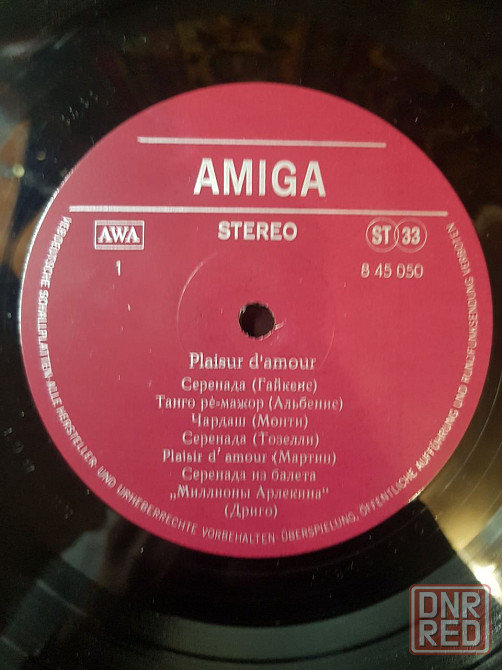 AMIGA
AWA
STEREO
ST 33
1
8 45 050
Plaisur d'amour
Серенада (Гайкенс)
Танго ре-мажор (Альбенис)
Чардаш (Монти)
Серенада (Тозелли)
Plaisir d' amour (Мартин)
Серенада из балета
„Миллионы Арлекина“
(Дриго)
VEB DEUTSCHE SCHALLPLATTEN · ALLE HERSTELLER- UND URHEBERRECHTE VORBEHALTEN · ÜBERSPIELUNG, ÖFFENTLICHE AUFFÜHRUNG UND RUNDFUNKSENDUNG VERBOTEN
DNR
RED